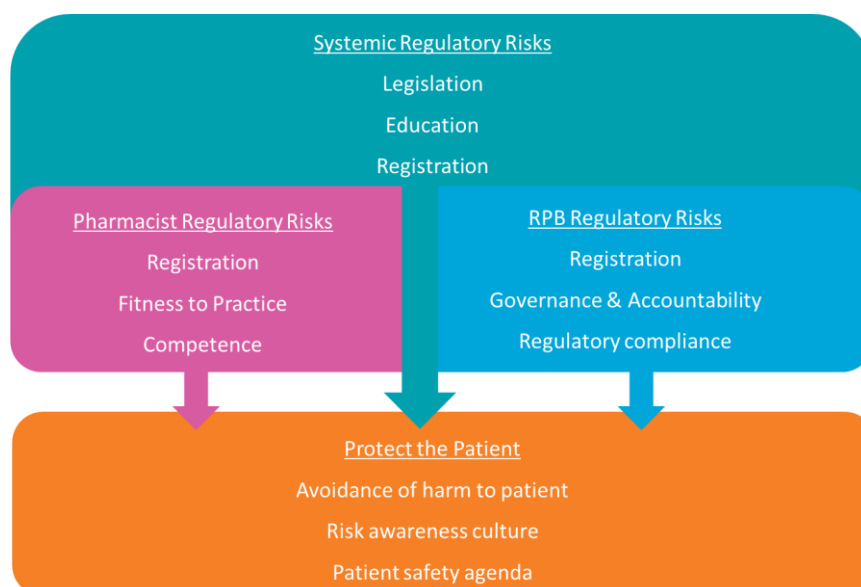 Systemic Regulatory Risks
Legislation
Education
Registration
Pharmacist Regulatory Risks
Registration
Fitness to Practice
Competence
RPB Regulatory Risks
Registration
Governance & Accountability
Regulatory compliance
Protect the Patient
Avoidance of harm to patient
Risk awareness culture
Patient safety agenda